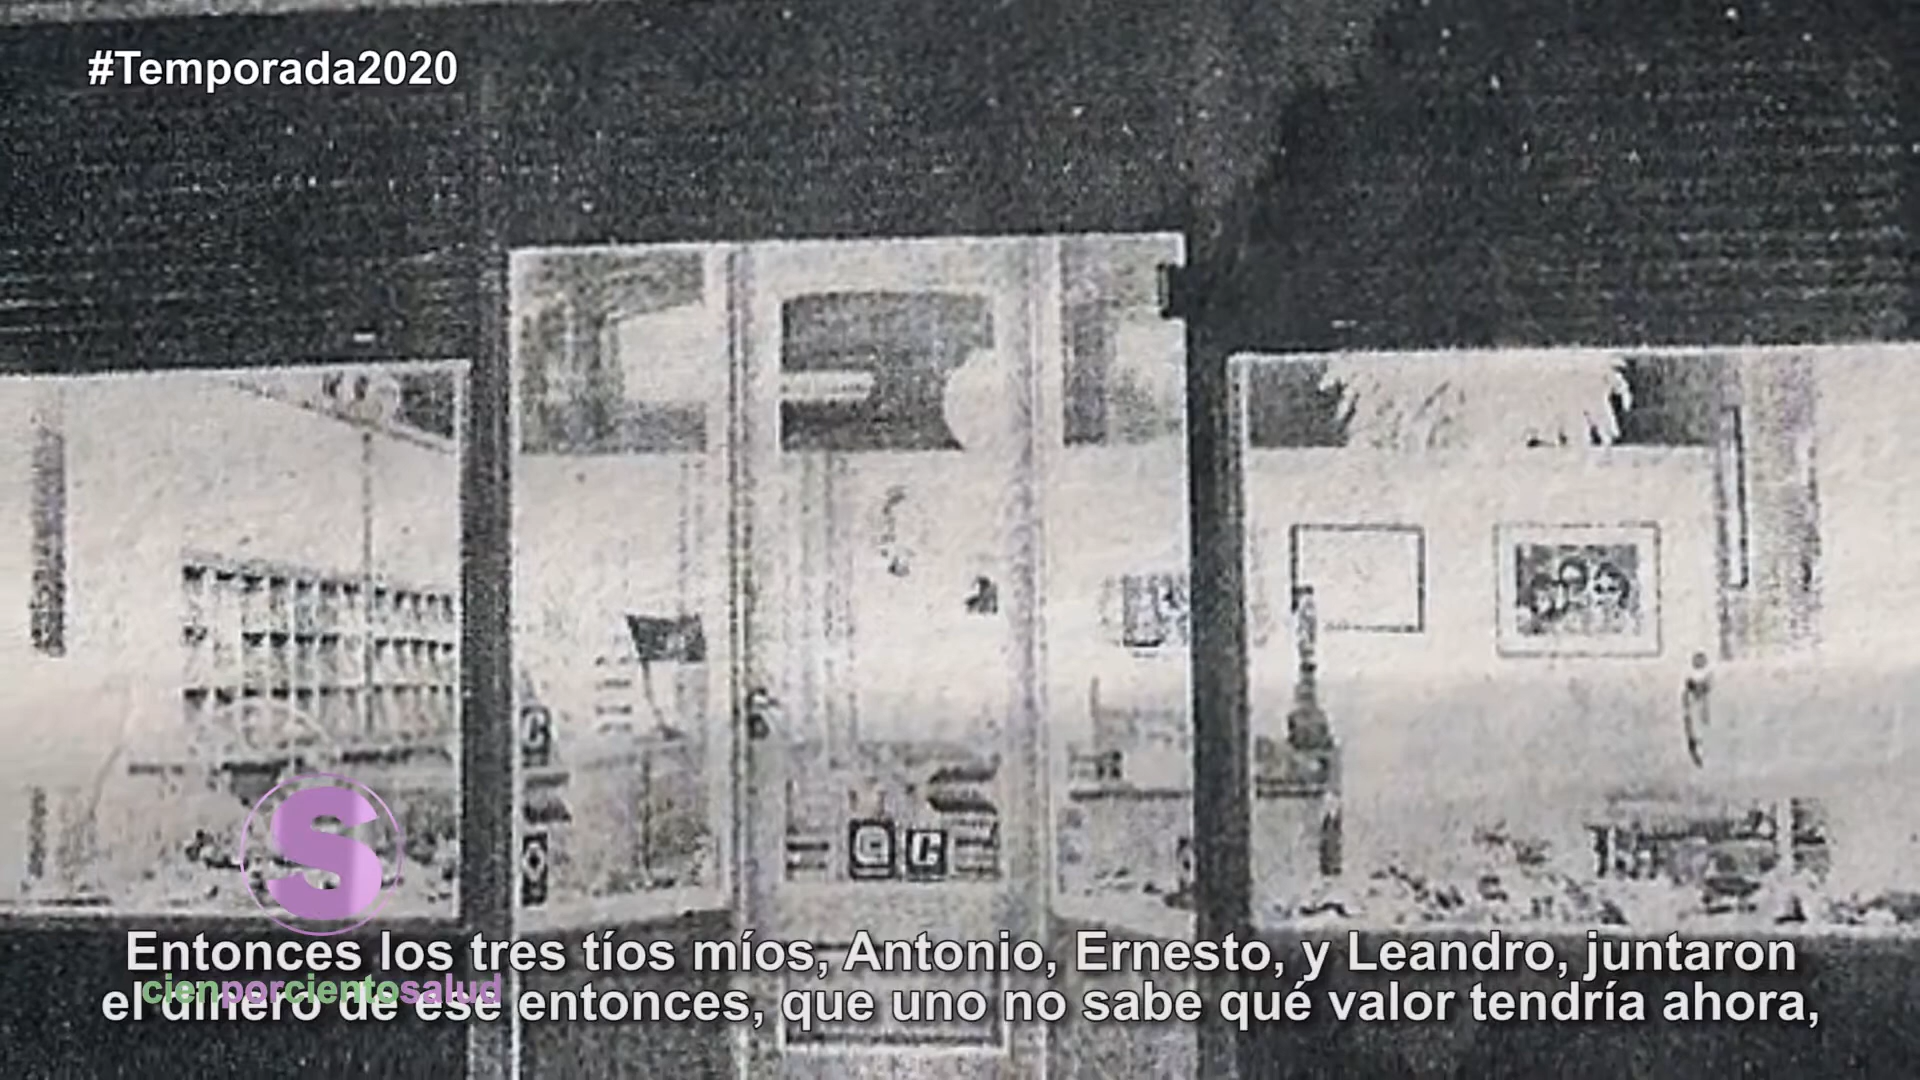 #Temporada2020
S
Entonces los tres tíos míos, Antonio, Ernesto, y Leandro, juntaron
cienporcientosalud
el dinero de ese entonces, que uno no sabe qué valor tendría ahora,